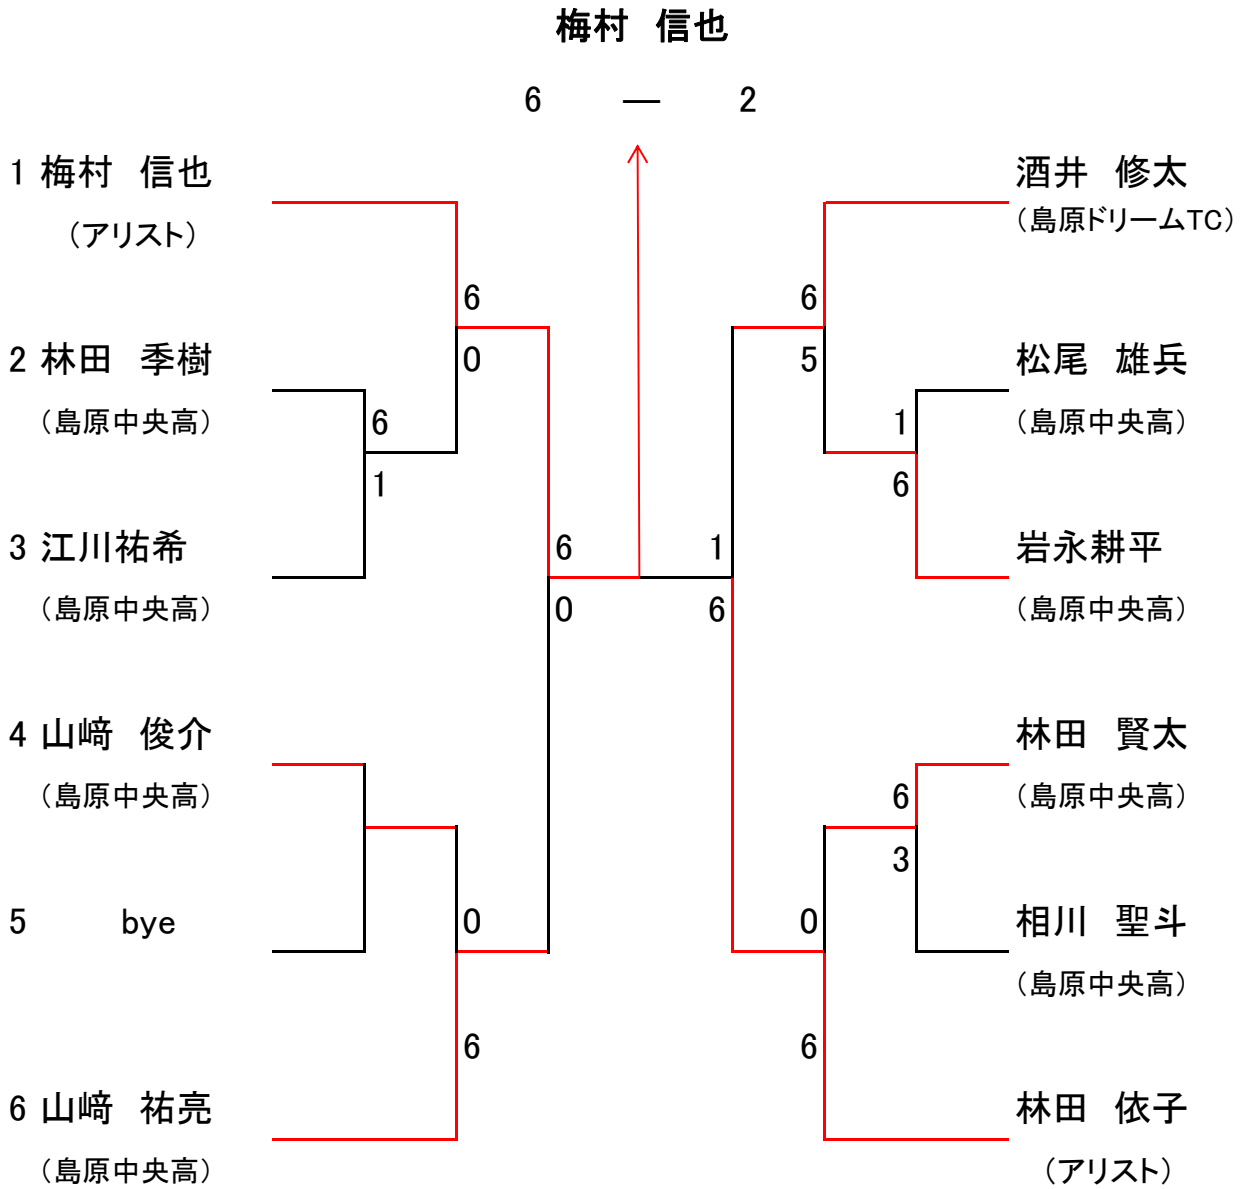 梅村 信也
6 — 2
1 梅村 信也
(アリスト)
酒井 修太
(島原ドリームTC)
6
0
6
5
2 林田 季樹
(島原中央高)
6
1
松尾 雄兵
(島原中央高)
1
6
3 江川祐希
(島原中央高)
6
0
1
6
岩永耕平
(島原中央高)
4 山﨑 俊介
(島原中央高)
林田 賢太
(島原中央高)
6
3
5 bye
0
6
0
6
相川 聖斗
(島原中央高)
6 山﨑 祐亮
(島原中央高)
林田 依子
(アリスト)